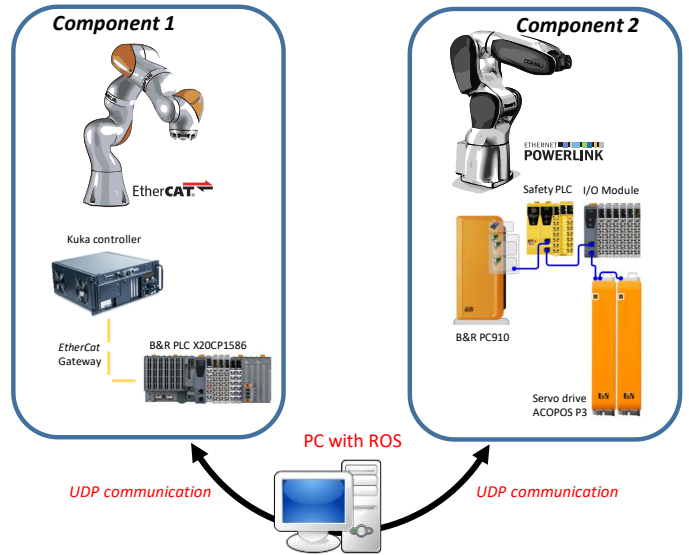 Component 1
EtherCAT
Kuka controller
EtherCat
Gateway
B&R PLC X20CP1586
Component 2
COMAU
ETHERNET
POWERLINK
Safety PLC
I/O Module
B&R PC910
Servo drive
ACOPOS P3
PC with ROS
UDP communication
UDP communication